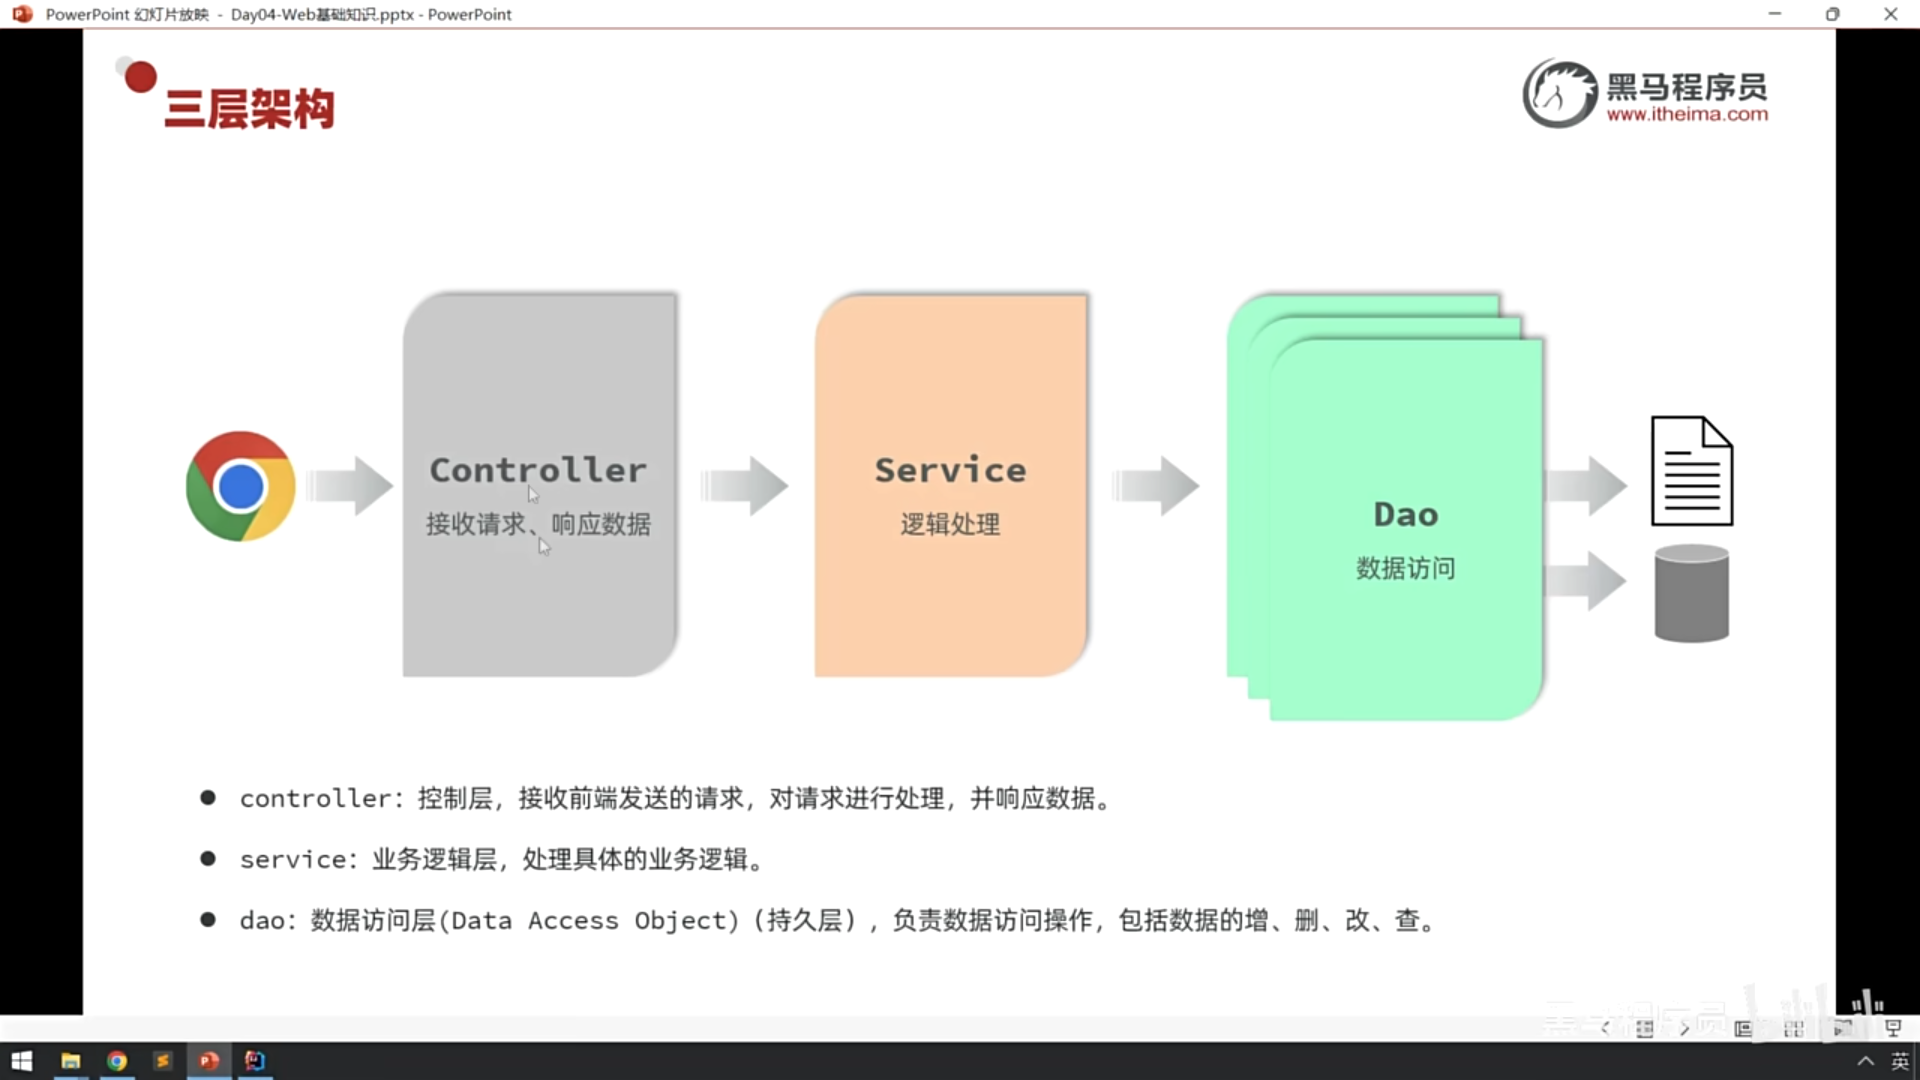 PowerPoint 幻灯片放映 - Day04-Web基础知识.pptx - PowerPoint
三层架构
黑马程序员
www.itheima.com
Controller
接收请求、响应数据
Service
逻辑处理
Dao
数据访问
● controller：控制层，接收前端发送的请求，对请求进行处理，并响应数据。
● service：业务逻辑层，处理具体的业务逻辑。
● dao：数据访问层(Data Access Object)（持久层），负责数据访问操作，包括数据的增、删、改、查。
黑马程序员 bilibili
英